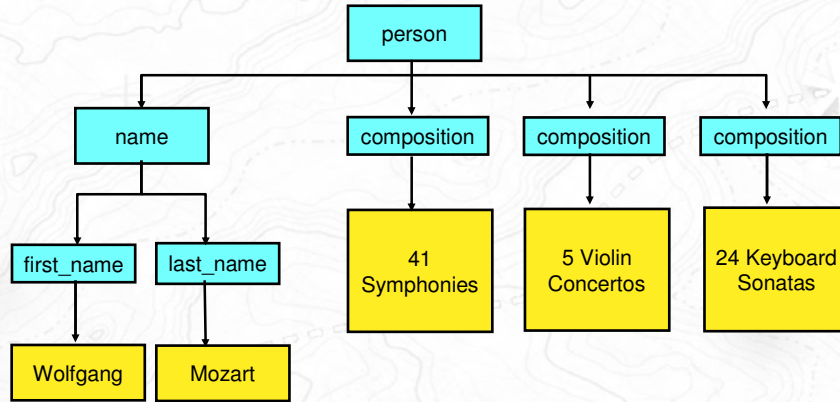 person
name
composition
composition
composition
first_name
last_name
41
Symphonies
5 Violin
Concertos
24 Keyboard
Sonatas
Wolfgang
Mozart